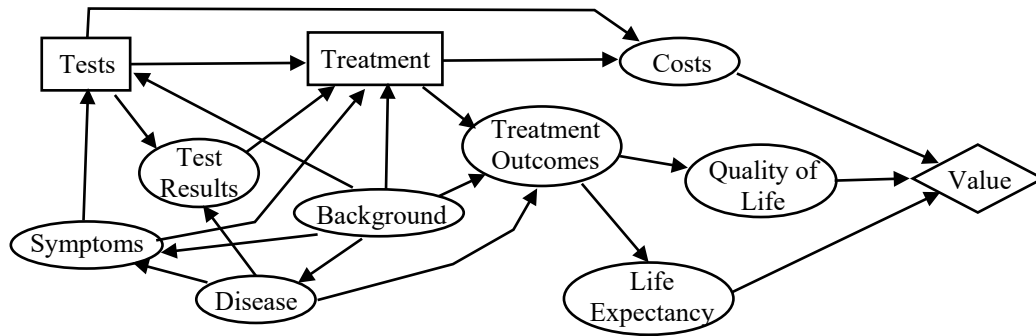 Tests
Treatment
Costs
Treatment
Outcomes
Test
Results
Quality of
Life
Value
Background
Symptoms
Disease
Life
Expectancy